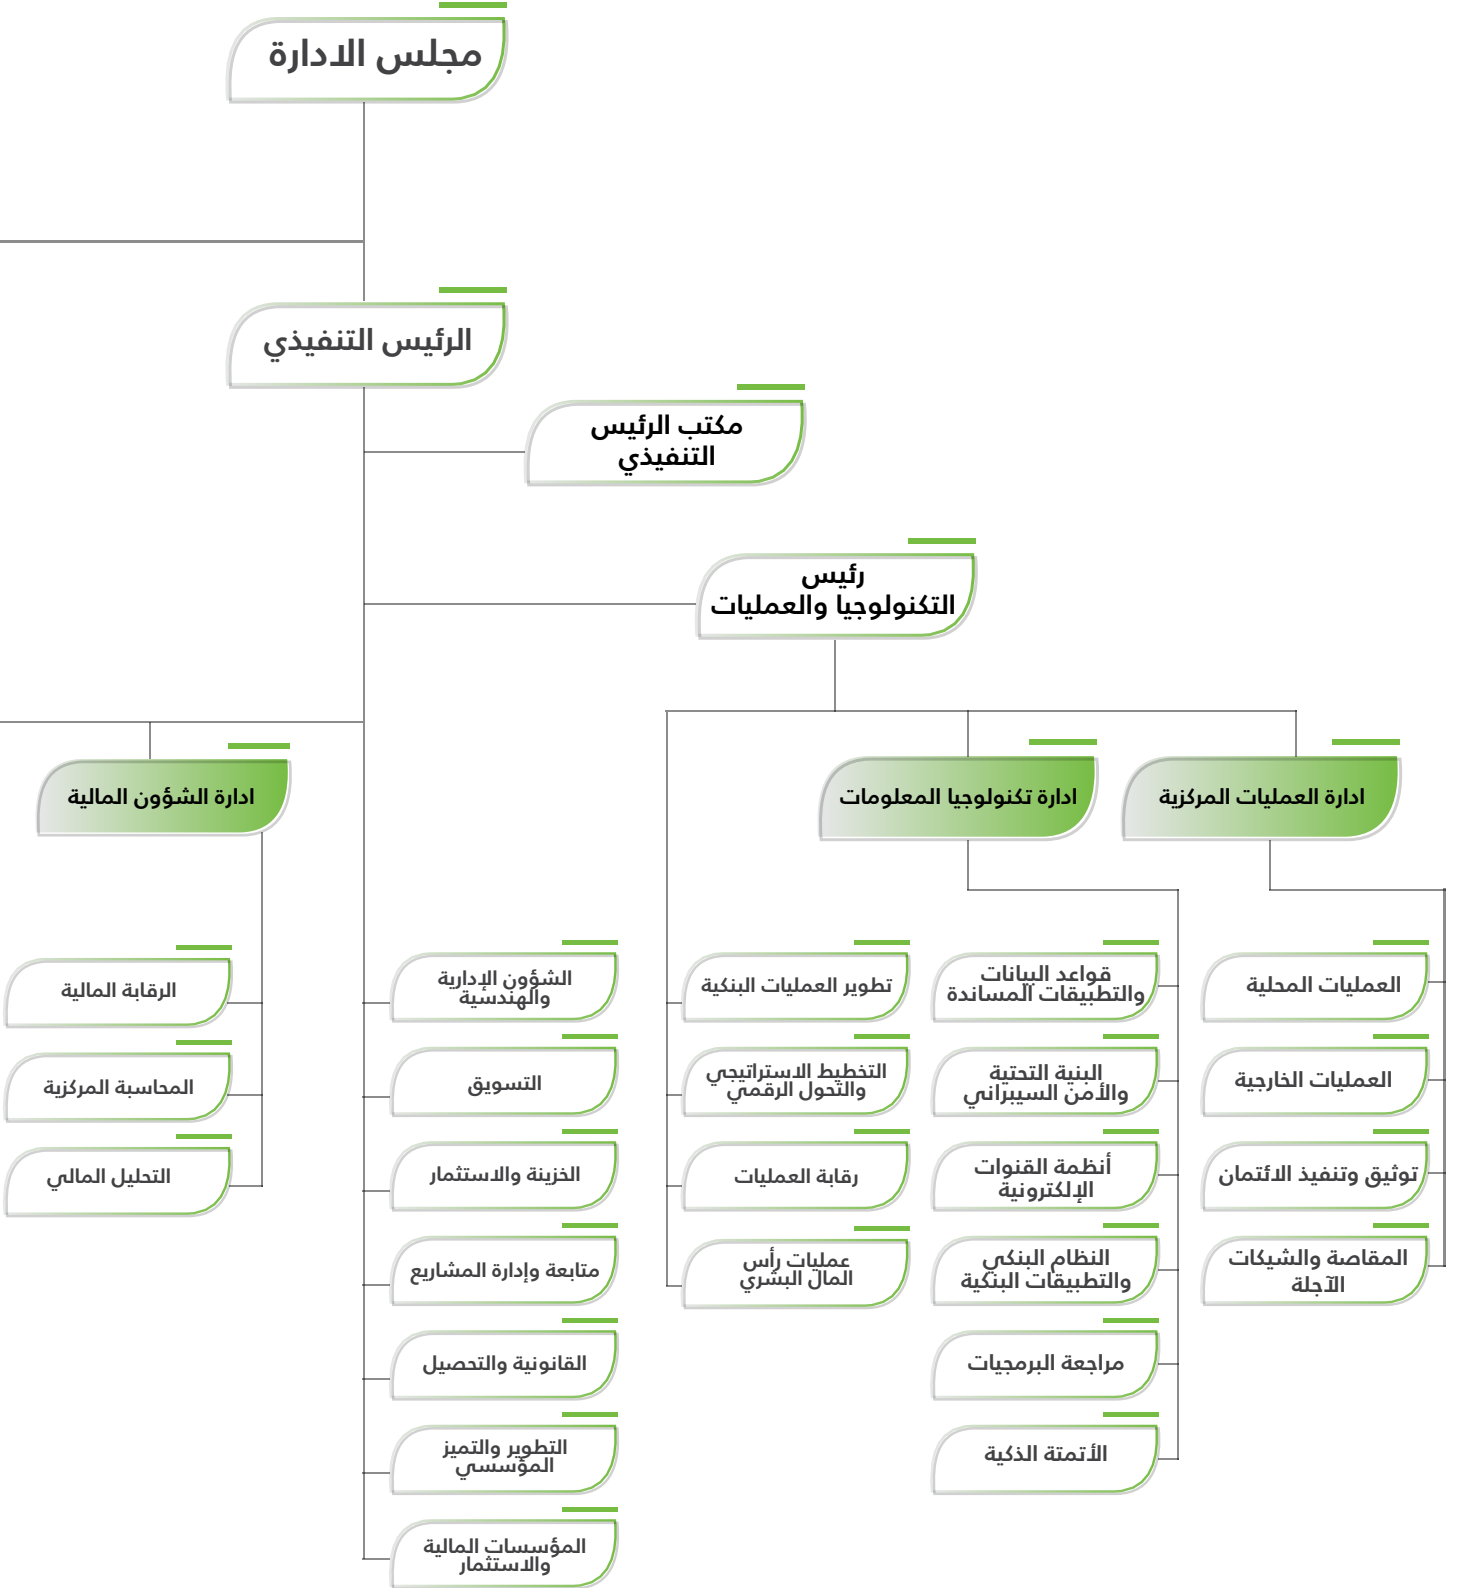 مجلس الادارة
الرئيس التنفيذي
مكتب الرئيس
التنفيذي
رئيس
التكنولوجيا والعمليات
ادارة العمليات المركزية
ادارة تكنولوجيا المعلومات
ادارة الشؤون المالية
العمليات المحلية
العمليات الخارجية
توثيق وتنفيذ الائتمان
المقاصة والشيكات
الآجلة
قواعد البيانات
والتطبيقات المساندة
البنية التحتية
والأمن السيبراني
أنظمة القنوات
الإلكترونية
النظام البنكي
والتطبيقات البنكية
مراجعة البرمجيات
الأتمتة الذكية
تطوير العمليات البنكية
التخطيط الاستراتيجي
والتحول الرقمي
رقابة العمليات
عمليات رأس
المال البشري
الشؤون الإدارية
والهندسية
التسويق
الخزينة والاستثمار
متابعة وإدارة المشاريع
القانونية والتحصيل
التطوير والتميز
المؤسسي
المؤسسات المالية
والاستثمار
الرقابة المالية
المحاسبة المركزية
التحليل المالي